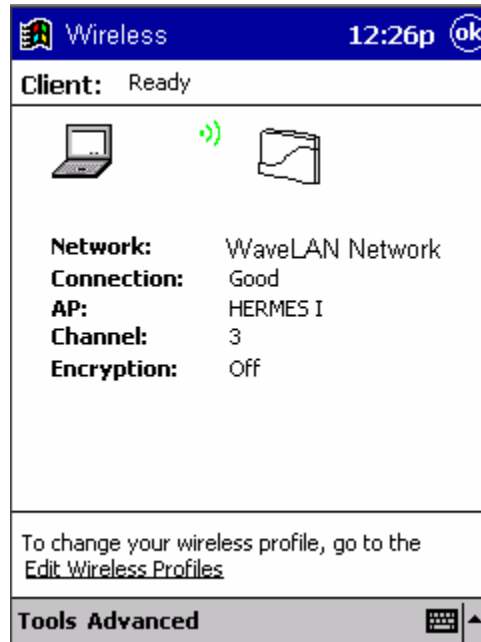 Wireless 12:26p ok
Client: Ready
Network: WaveLAN Network
Connection: Good
AP: HERMES I
Channel: 3
Encryption: Off
To change your wireless profile, go to the
Edit Wireless Profiles
Tools Advanced